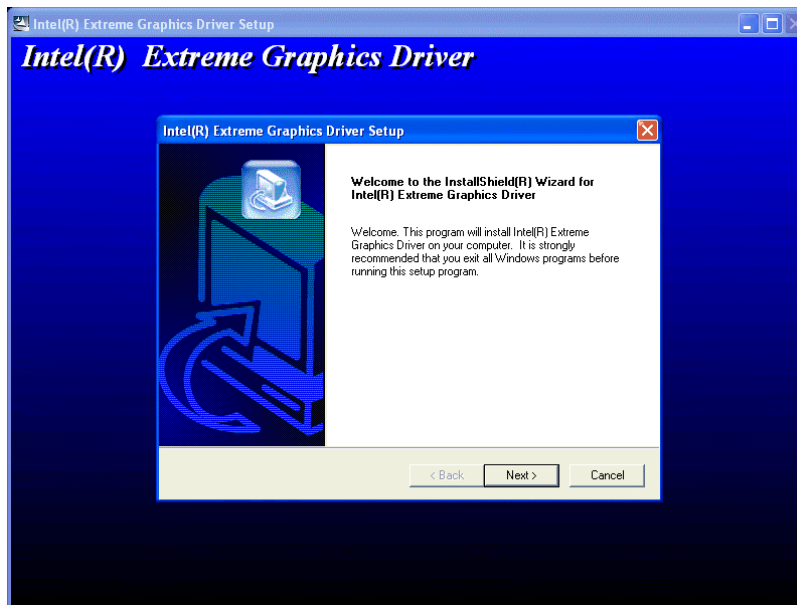 Intel(R) Extreme Graphics Driver Setup
Intel(R) Extreme Graphics Driver
Intel(R) Extreme Graphics Driver Setup
Welcome to the InstallShield(R) Wizard for
Intel(R) Extreme Graphics Driver
Welcome. This program will install Intel(R) Extreme
Graphics Driver on your computer. It is strongly
recommended that you exit all Windows programs before
running this setup program.
< Back Next > Cancel